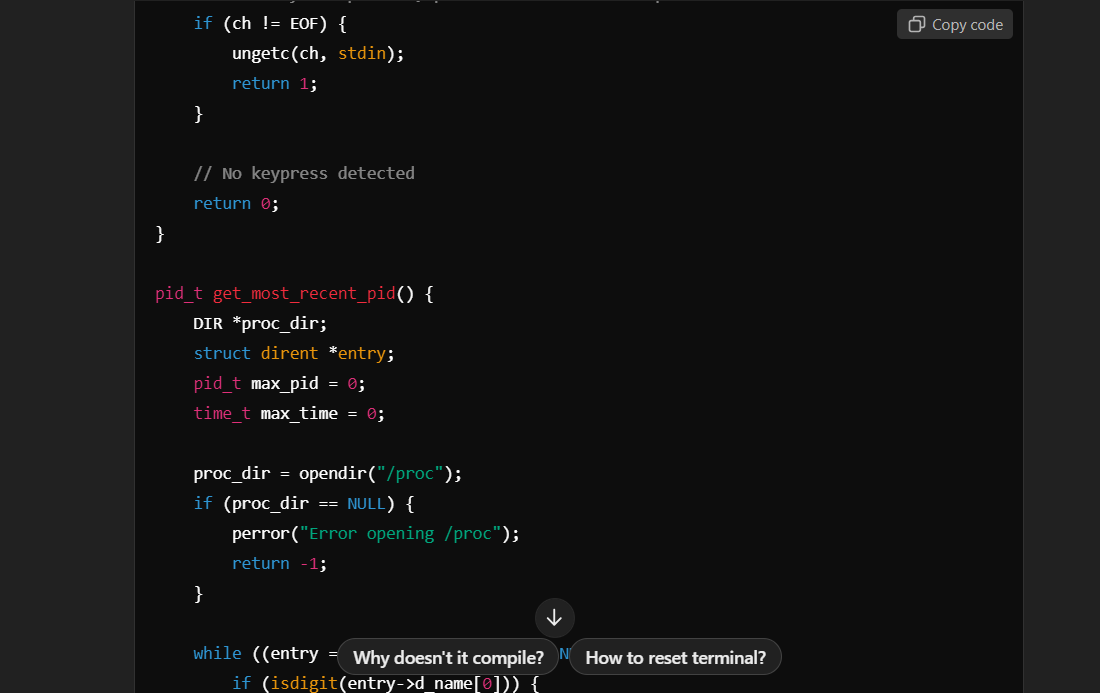 if (ch != EOF) {
Copy code
ungetc(ch, stdin);
return 1;
}
// No keypress detected
return 0;
}
pid_t get_most_recent_pid() {
DIR *proc_dir;
struct dirent *entry;
pid_t max_pid = 0;
time_t max_time = 0;
proc_dir = opendir("/proc");
if (proc_dir == NULL) {
perror("Error opening /proc");
return -1;
}
while ((entry =
Why doesn't it compile?
How to reset terminal?
if (isdigit(entry->d_name[0])) {